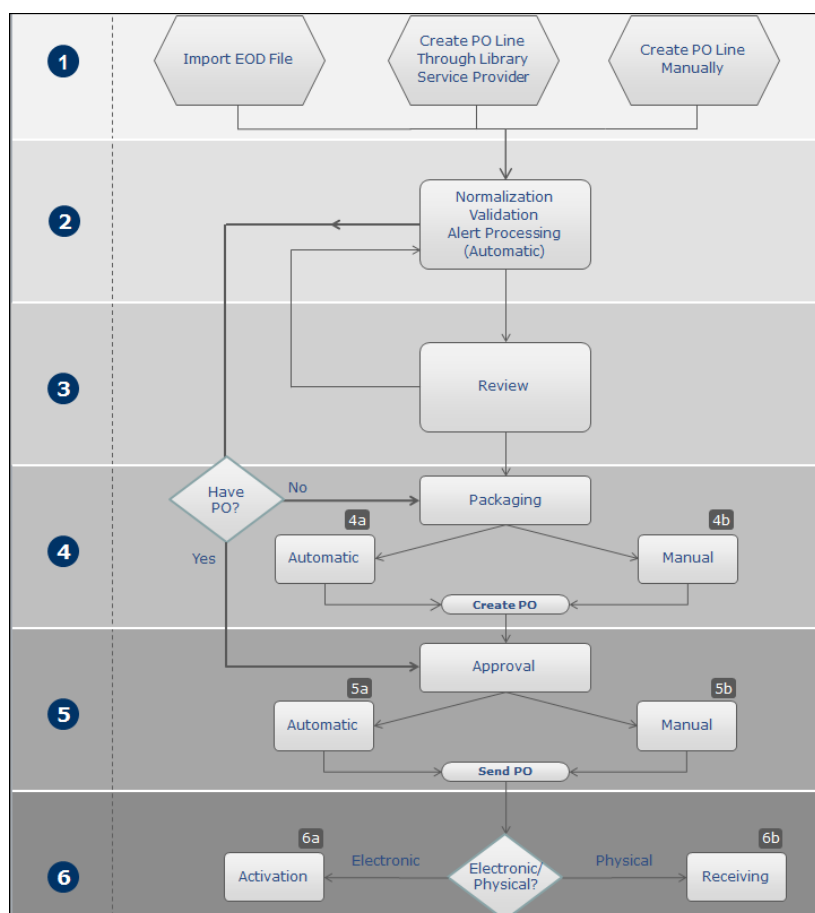 1
Import EOD File
Create PO Line
Through Library
Service Provider
Create PO Line
Manually
2
Normalization
Validation
Alert Processing
(Automatic)
3
Review
Have
PO?
No
Yes
Packaging
4
4a
Automatic
4b
Manual
Create PO
Approval
5
5a
Automatic
5b
Manual
Send PO
6
6a
Activation
Electronic
Electronic/
Physical?
Physical
6b
Receiving